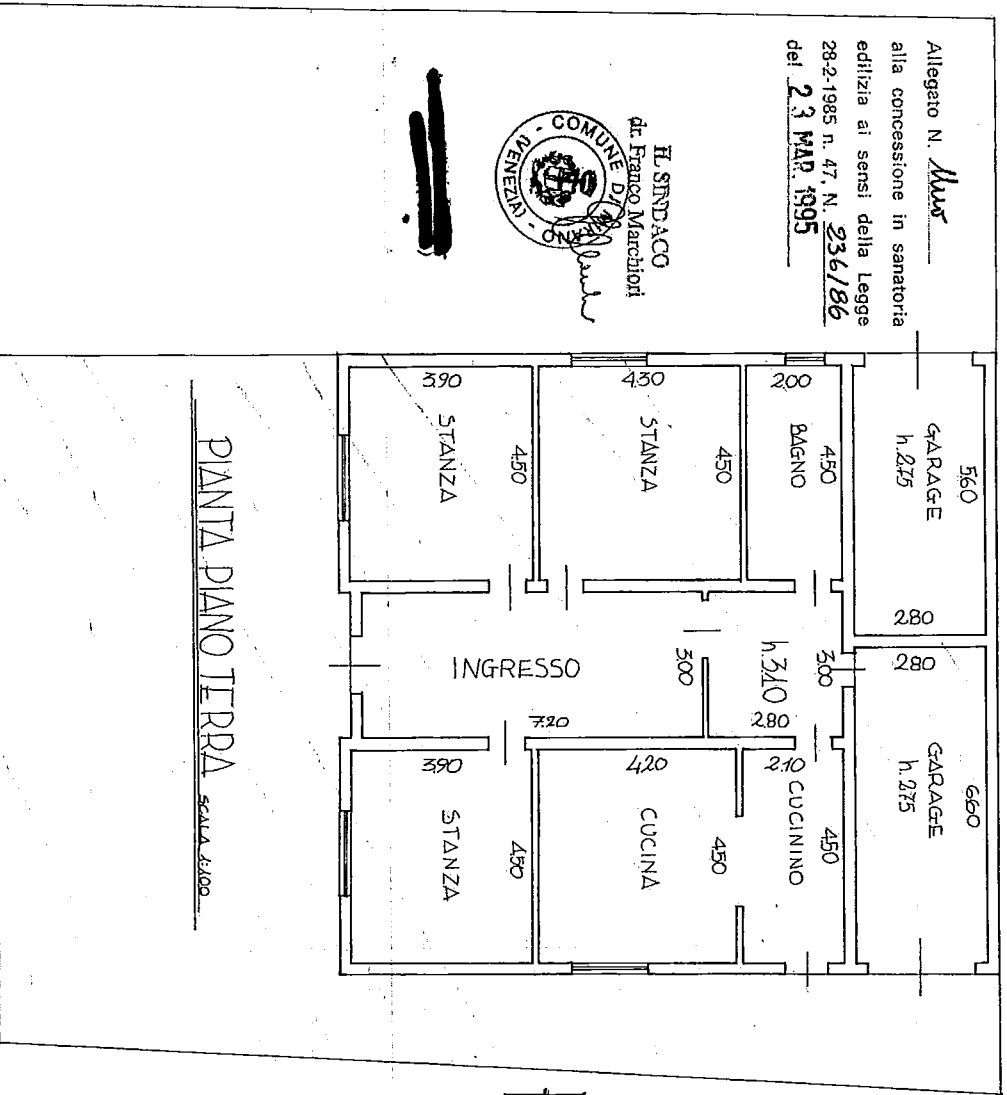 Allegato N. Uno
alla concessione in sanatoria
edilizia ai sensi della Legge
28-2-1985 n. 47, N. 236/86
del 23 MAR. 1995
IL SINDACO
dr. Franco Marchiori
COMUNE DI MIRANO - (VENEZIA) -
GARAGE
h. 2.75
5.60
2.80
GARAGE
h. 2.75
6.60
2.80
BAGNO
2.00
4.50
h. 3.10
3.00
2.80
CUCININO
2.10
4.50
STANZA
4.30
4.50
INGRESSO
3.00
7.20
CUCINA
4.20
4.50
STANZA
3.90
4.50
STANZA
3.90
4.50
PIANTA PIANO TERRA SCALA 1:100